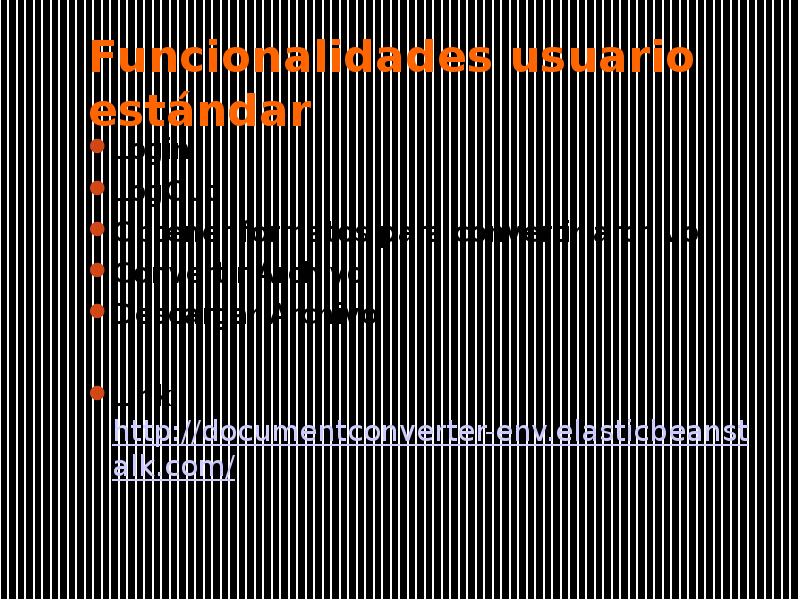 Funcionalidades usuario
estándar
Login
LogOut
Obtener formatos para convertir archivo
Convertir Archivo
Descargar Archivo
Link
http://documentconverter-env.elasticbeanst
alk.com/